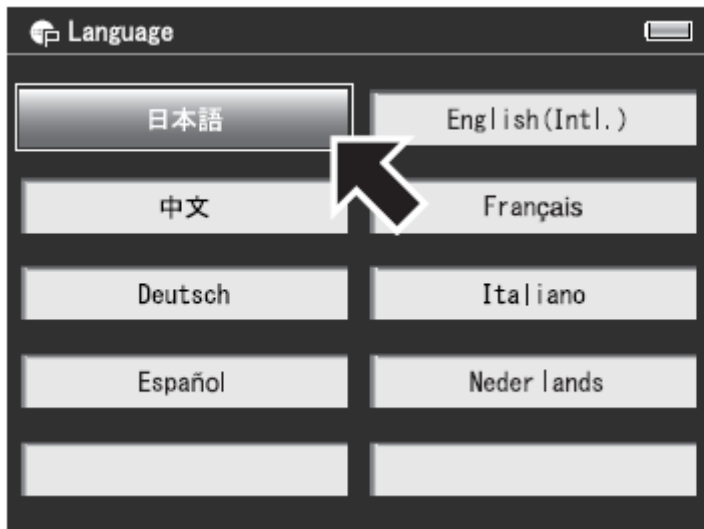 Language
日本語
English(Intl.)
中文
Français
Deutsch
Italiano
Español
Nederlands